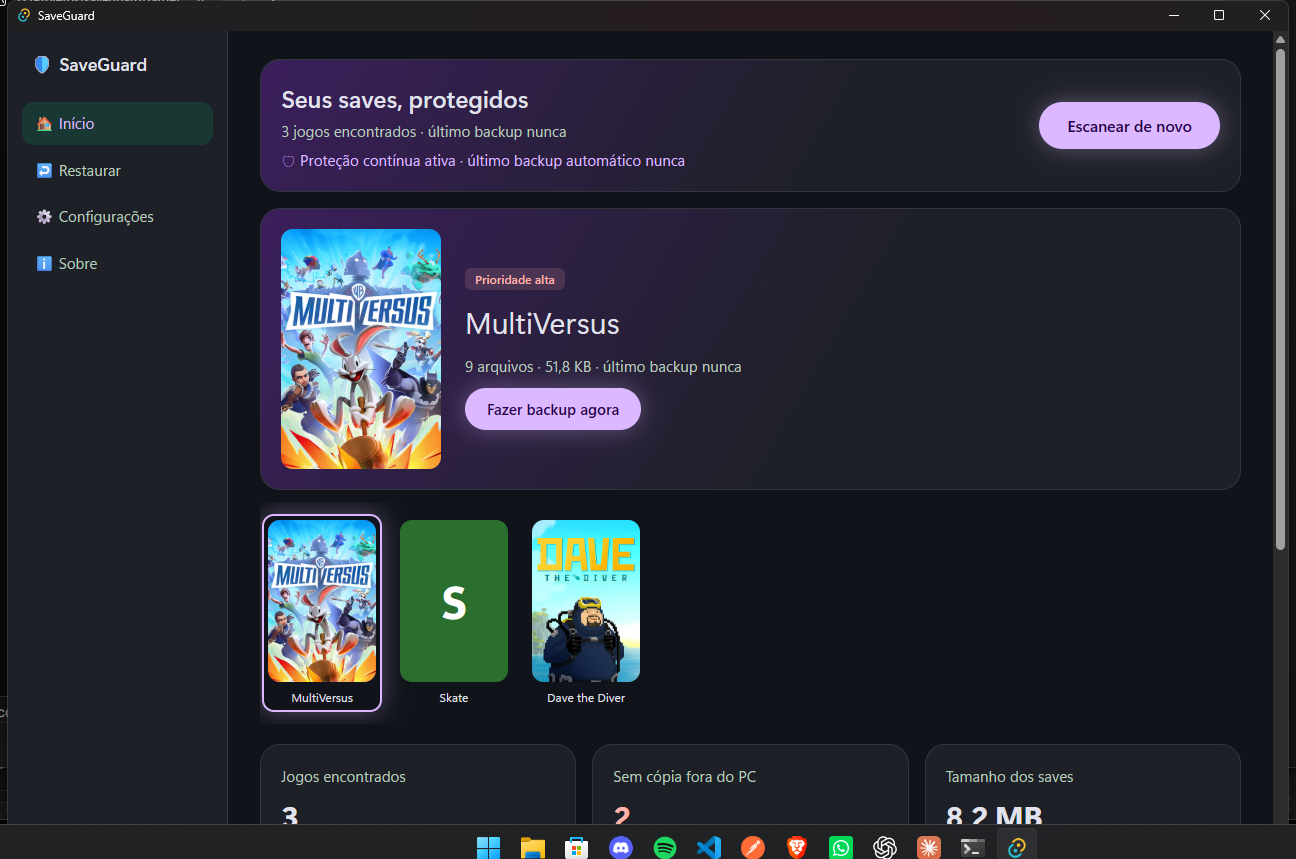 SaveGuard
SaveGuard
Início
Restaurar
Configurações
Sobre
Seus saves, protegidos
3 jogos encontrados · último backup nunca
Proteção contínua ativa · último backup automático nunca
Escanear de novo
MULTIVERSUS
Prioridade alta
MultiVersus
9 arquivos · 51,8 KB · último backup nunca
Fazer backup agora
MULTIVERSUS
MultiVersus
S
Skate
DAVE
THE DIVER
Dave the Diver
Jogos encontrados
3
Sem cópia fora do PC
2
Tamanho dos saves
8,2 MB